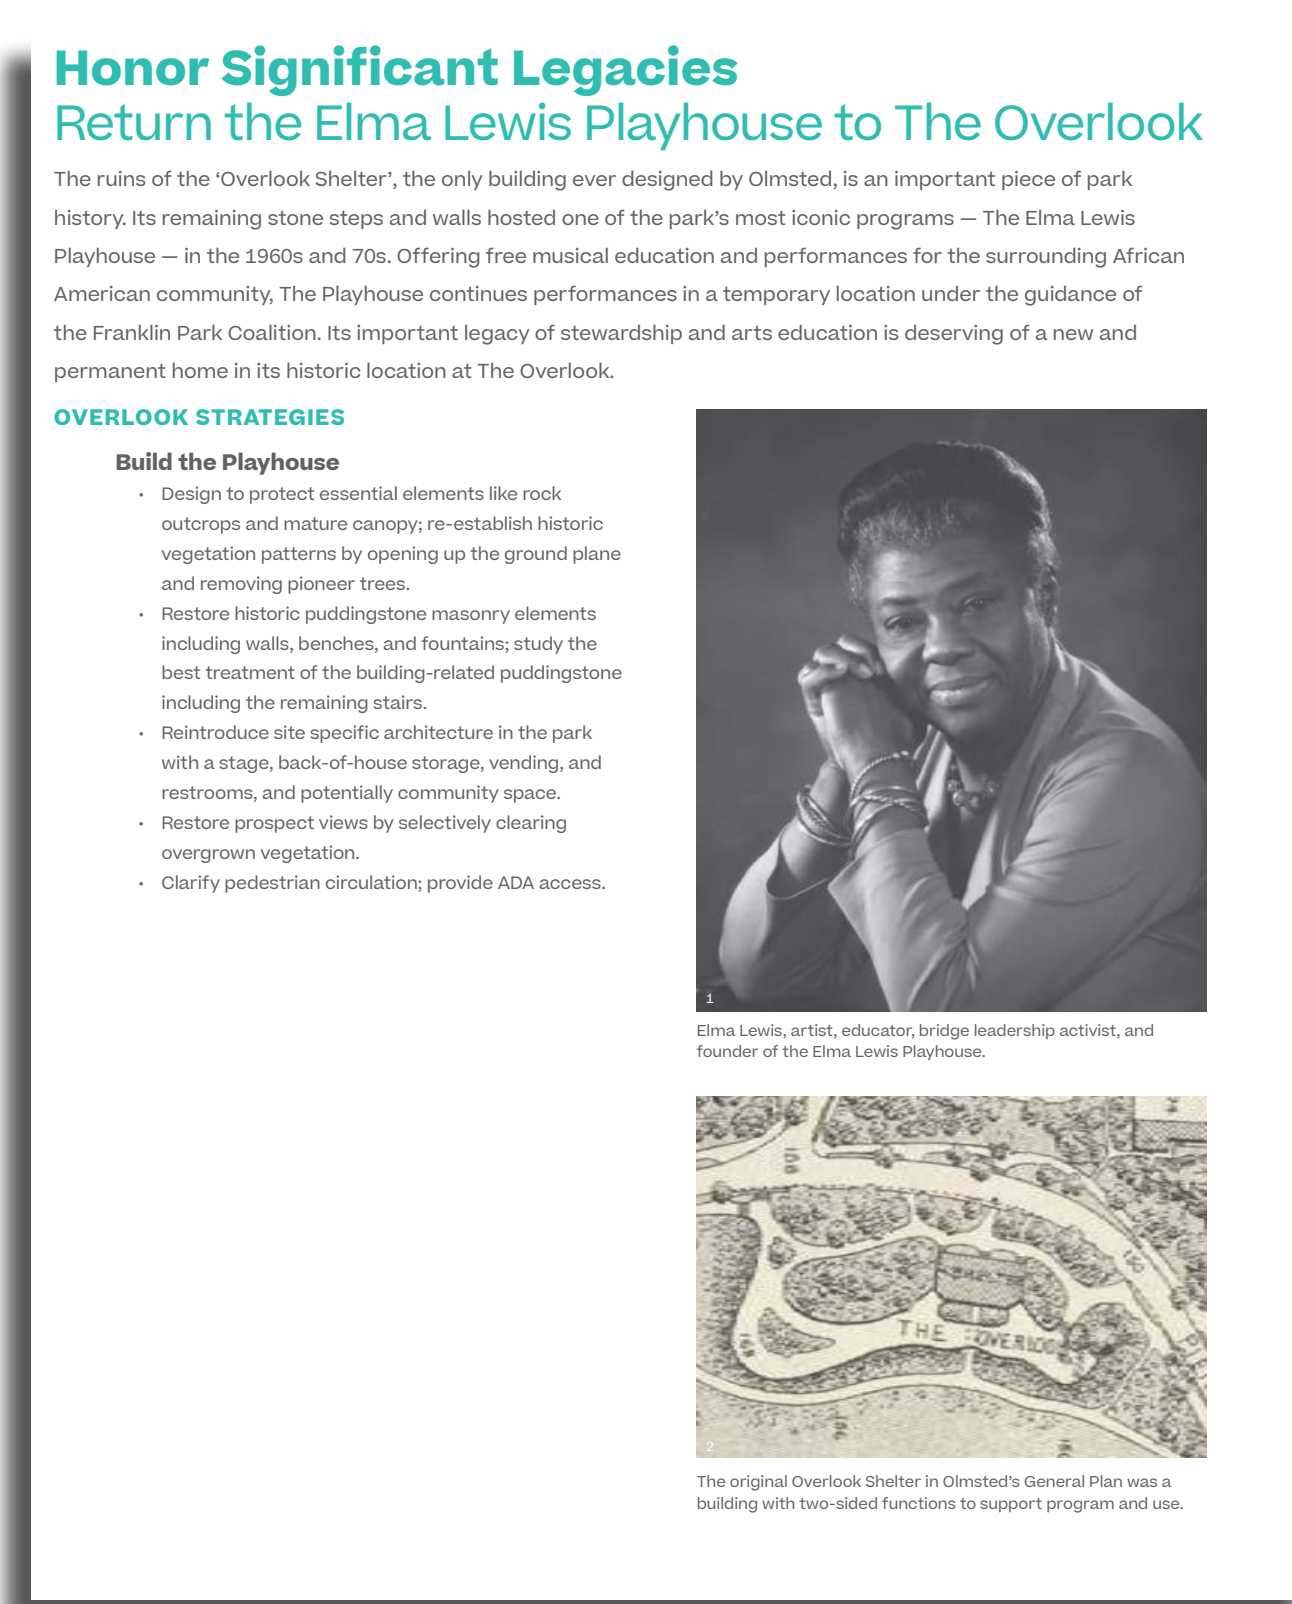 Honor Significant Legacies
Return the Elma Lewis Playhouse to The Overlook
The ruins of the ‘Overlook Shelter’, the only building ever designed by Olmsted, is an important piece of park
history. Its remaining stone steps and walls hosted one of the park’s most iconic programs — The Elma Lewis
Playhouse — in the 1960s and 70s. Offering free musical education and performances for the surrounding African
American community, The Playhouse continues performances in a temporary location under the guidance of
the Franklin Park Coalition. Its important legacy of stewardship and arts education is deserving of a new and
permanent home in its historic location at The Overlook.
OVERLOOK STRATEGIES
Build the Playhouse
• Design to protect essential elements like rock
outcrops and mature canopy; re-establish historic
vegetation patterns by opening up the ground plane
and removing pioneer trees.
• Restore historic puddingstone masonry elements
including walls, benches, and fountains; study the
best treatment of the building-related puddingstone
including the remaining stairs.
• Reintroduce site specific architecture in the park
with a stage, back-of-house storage, vending, and
restrooms, and potentially community space.
• Restore prospect views by selectively clearing
overgrown vegetation.
• Clarify pedestrian circulation; provide ADA access.
1
Elma Lewis, artist, educator, bridge leadership activist, and
founder of the Elma Lewis Playhouse.
THE
2
The original Overlook Shelter in Olmsted’s General Plan was a
building with two-sided functions to support program and use.